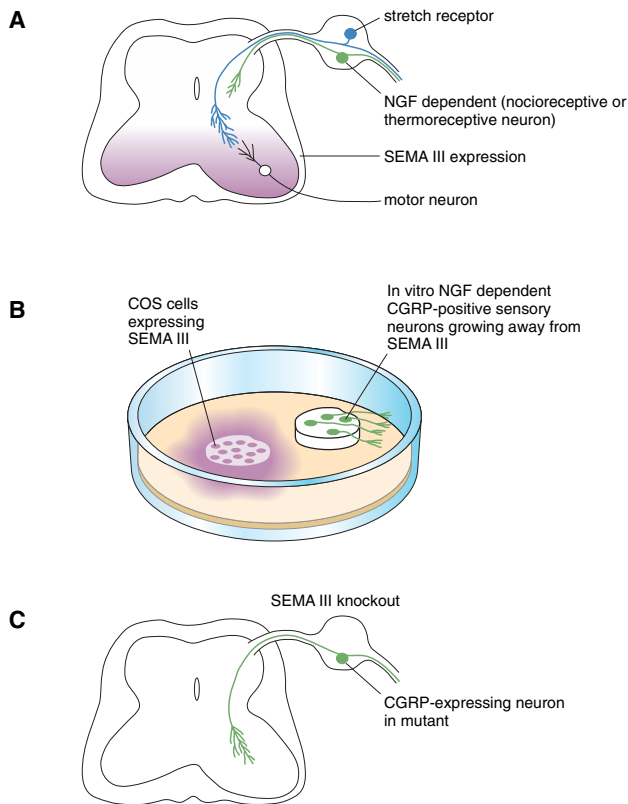 A
stretch receptor
NGF dependent (nocioreceptive or
thermoreceptive neuron)
SEMA III expression
motor neuron
B
COS cells
expressing
SEMA III
In vitro NGF dependent
CGRP-positive sensory
neurons growing away from
SEMA III
C
SEMA III knockout
CGRP-expressing neuron
in mutant